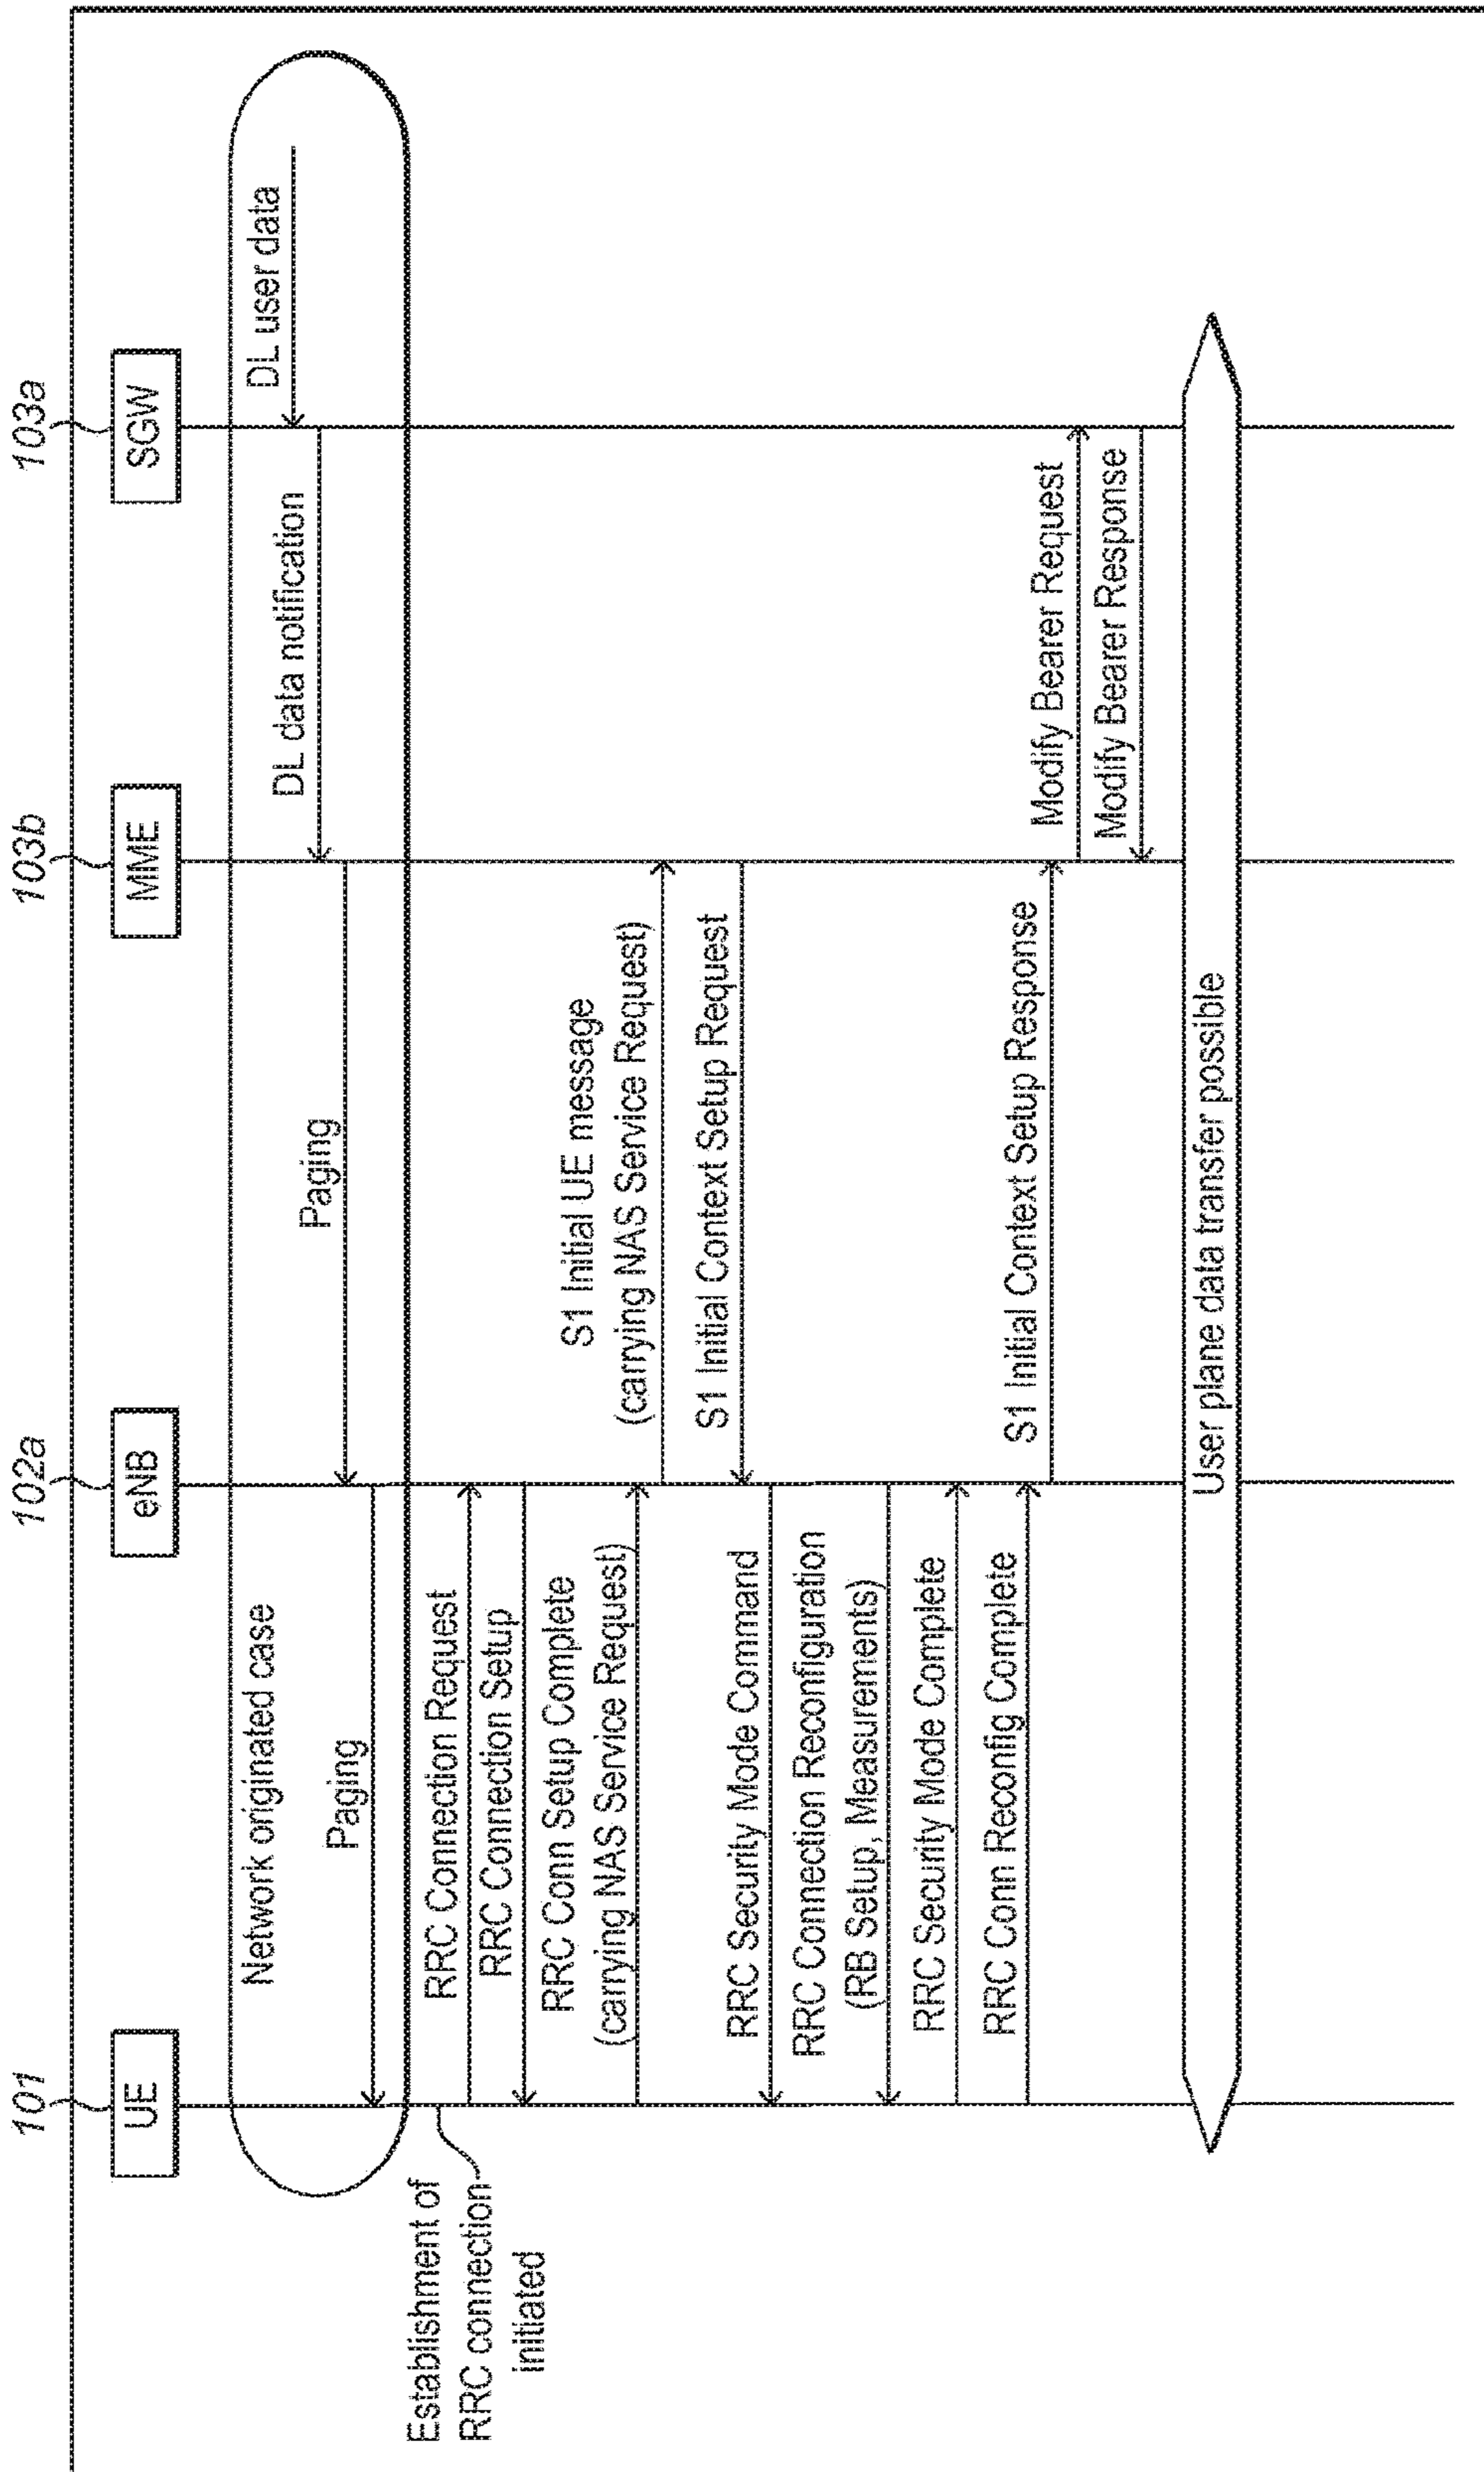 101
102a
103b
103a
UE
eNB
MME
SGW
Network originated case
DL user data
DL data notification
Paging
Paging
Establishment of
RRC connection
initiated
RRC Connection Request
RRC Connection Setup
RRC Conn Setup Complete
(carrying NAS Service Request)
S1 Initial UE message
(carrying NAS Service Request)
S1 Initial Context Setup Request
RRC Security Mode Command
RRC Connection Reconfiguration
(RB Setup, Measurements)
RRC Security Mode Complete
RRC Conn Reconfig Complete
S1 Initial Context Setup Response
Modify Bearer Request
Modify Bearer Response
User plane data transfer possible